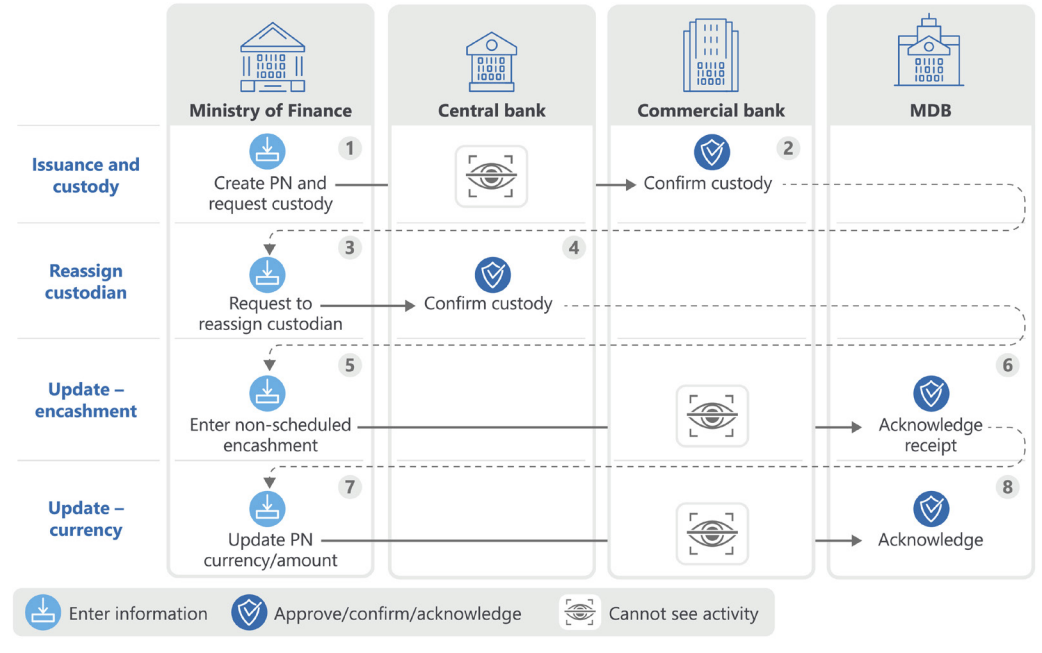 Ministry of Finance
Central bank
Commercial bank
MDB
Issuance and
custody
1
Create PN and
request custody
2
Confirm custody
Reassign
custodian
3
Request to
reassign custodian
4
Confirm custody
Update –
encashment
5
Enter non-scheduled
encashment
6
Acknowledge
receipt
Update –
currency
7
Update PN
currency/amount
8
Acknowledge
Enter information
Approve/confirm/acknowledge
Cannot see activity